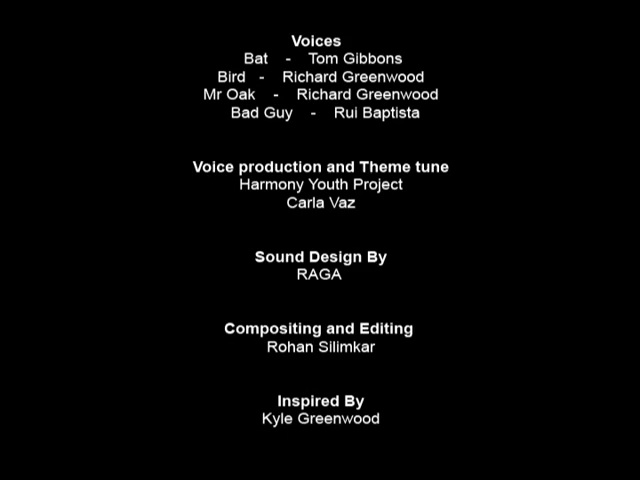 Voices
Bat - Tom Gibbons
Bird - Richard Greenwood
Mr Oak - Richard Greenwood
Bad Guy - Rui Baptista
Voice production and Theme tune
Harmony Youth Project
Carla Vaz
Sound Design By
RAGA
Compositing and Editing
Rohan Silimkar
Inspired By
Kyle Greenwood